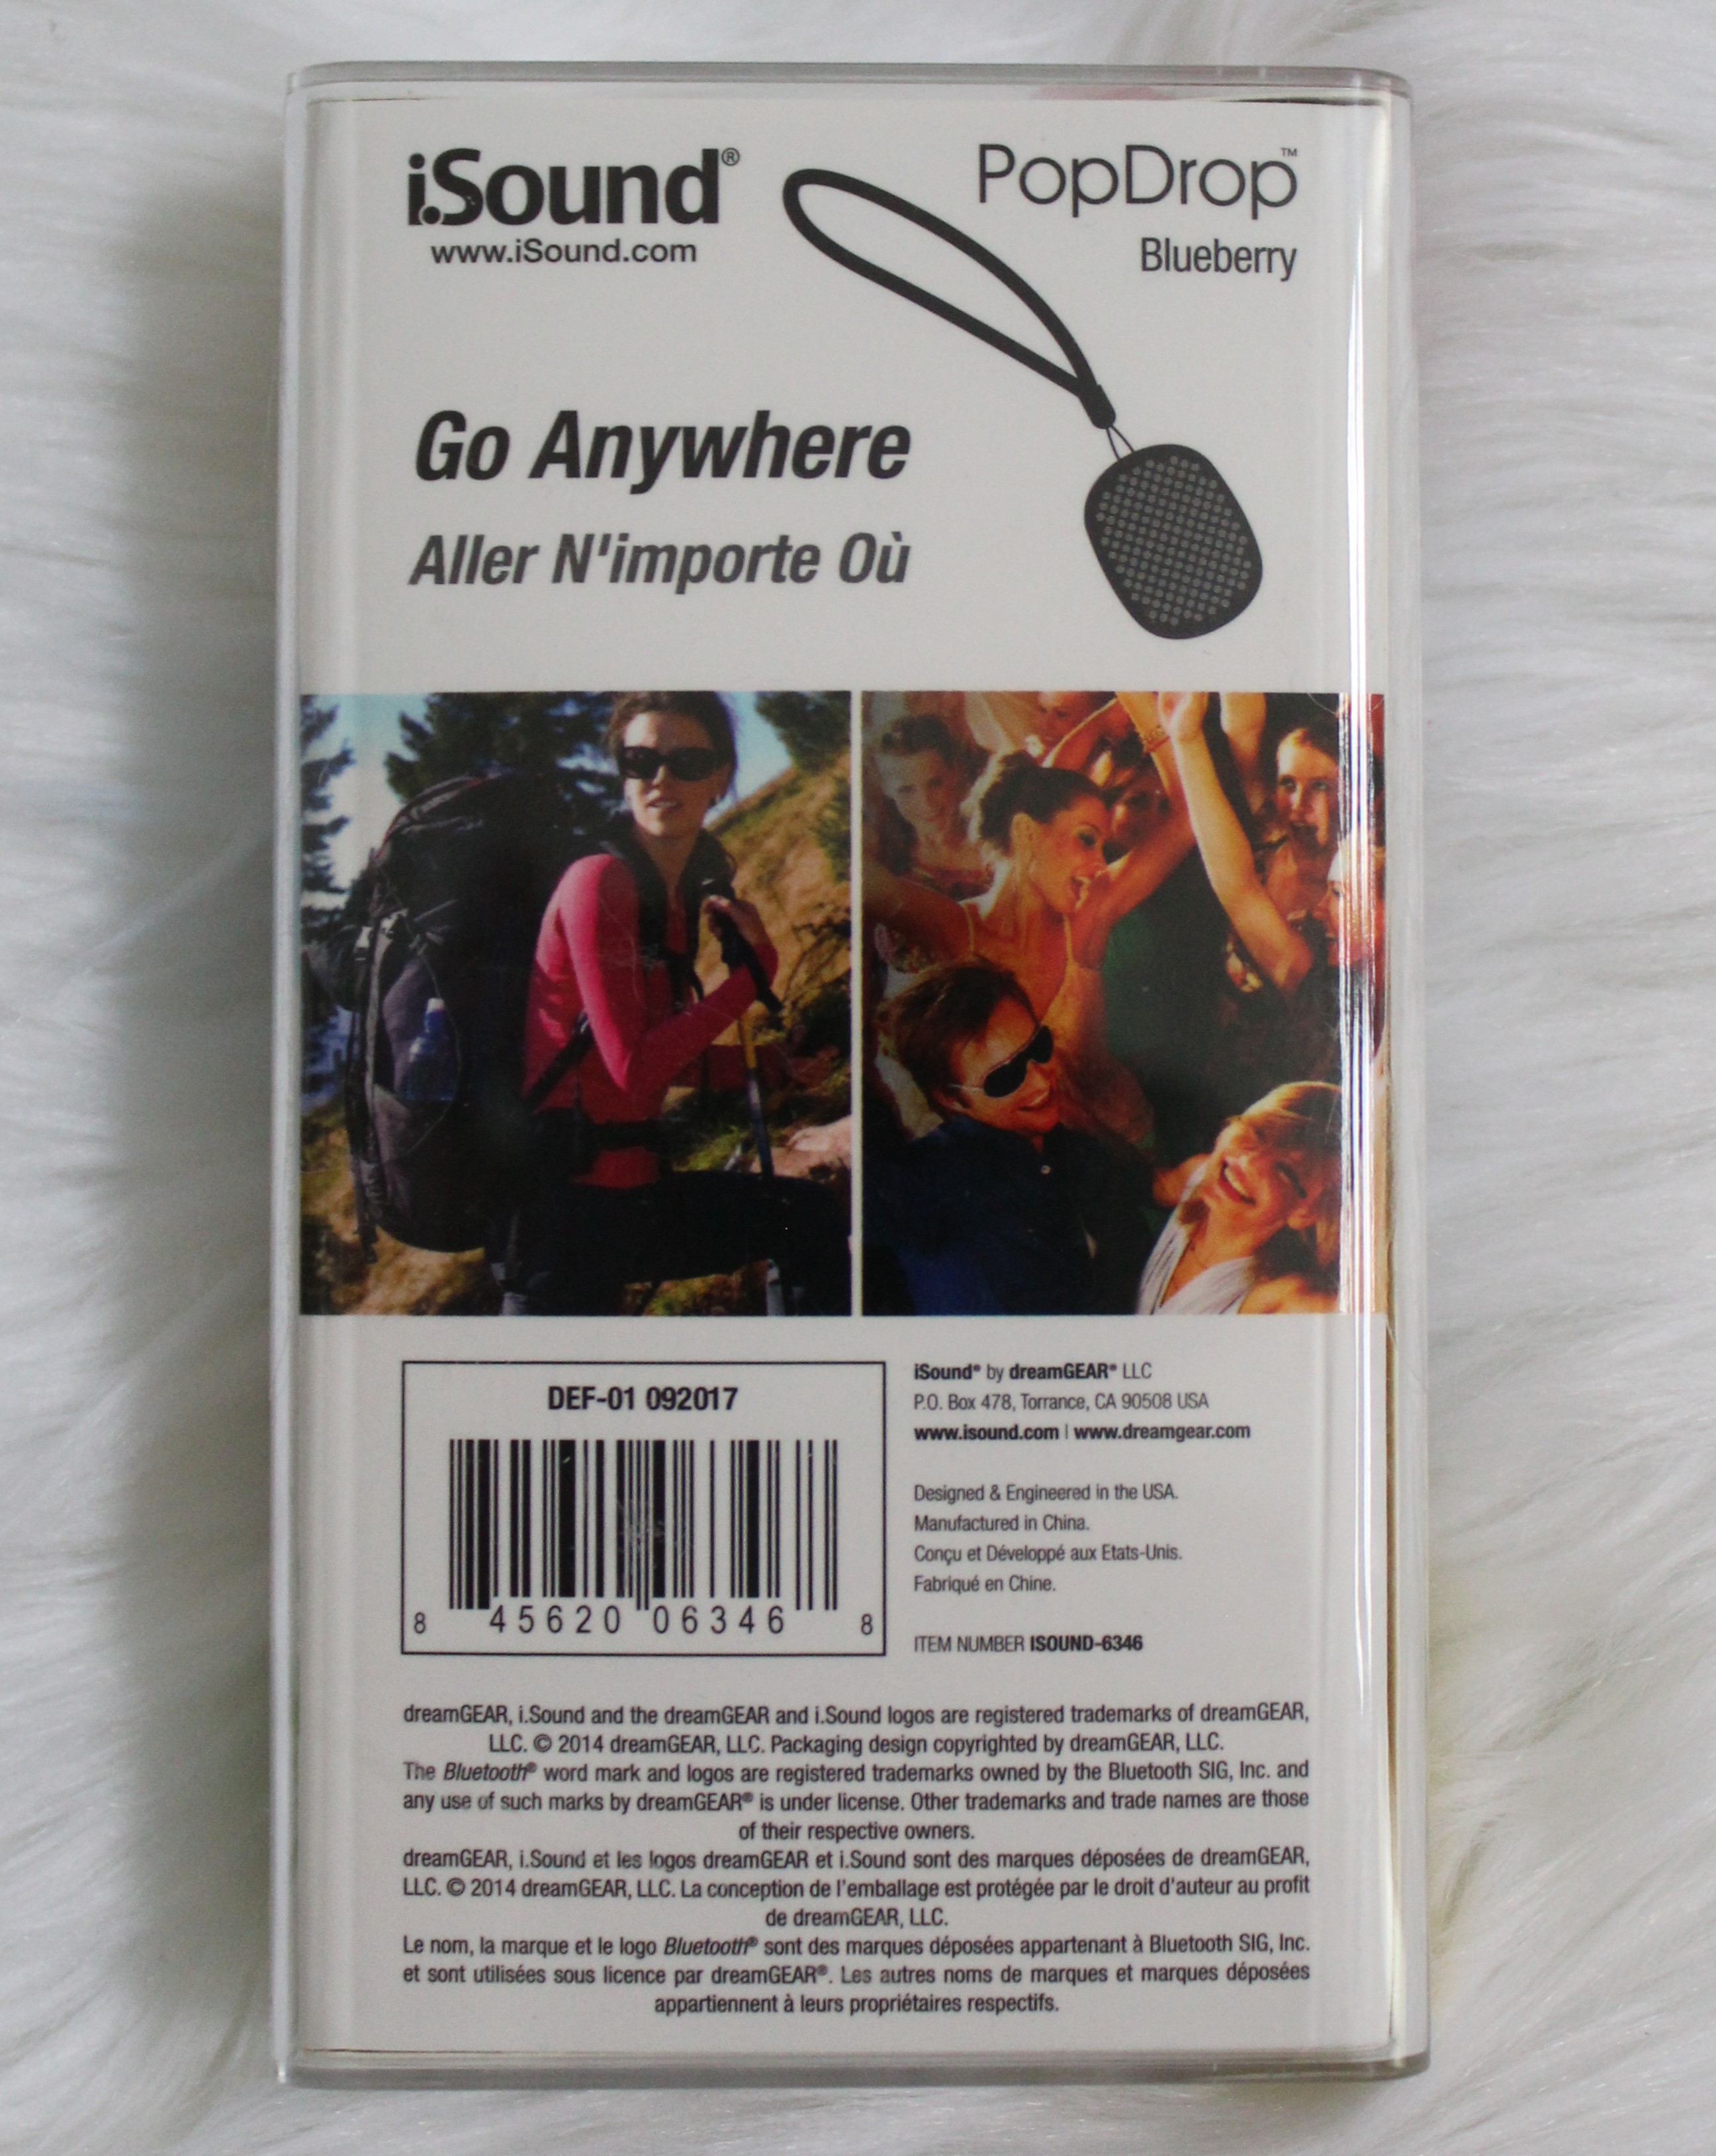 i.Sound®
www.iSound.com
PopDrop™
Blueberry
Go Anywhere
Aller N'importe Où
DEF-01 092017
8 45620 06346 8
iSound® by dreamGEAR® LLC
P.O. Box 478, Torrance, CA 90508 USA
www.isound.com | www.dreamgear.com
Designed & Engineered in the USA.
Manufactured in China.
Conçu et Développé aux Etats-Unis.
Fabriqué en Chine.
ITEM NUMBER ISOUND-6346
dreamGEAR, i.Sound and the dreamGEAR and i.Sound logos are registered trademarks of dreamGEAR,
LLC. © 2014 dreamGEAR, LLC. Packaging design copyrighted by dreamGEAR, LLC.
The Bluetooth® word mark and logos are registered trademarks owned by the Bluetooth SIG, Inc. and
any use of such marks by dreamGEAR® is under license. Other trademarks and trade names are those
of their respective owners.
dreamGEAR, i.Sound et les logos dreamGEAR et i.Sound sont des marques déposées de dreamGEAR,
LLC. © 2014 dreamGEAR, LLC. La conception de l'emballage est protégée par le droit d'auteur au profit
de dreamGEAR, LLC.
Le nom, la marque et le logo Bluetooth® sont des marques déposées appartenant à Bluetooth SIG, Inc.
et sont utilisées sous licence par dreamGEAR®. Les autres noms de marques et marques déposées
appartiennent à leurs propriétaires respectifs.